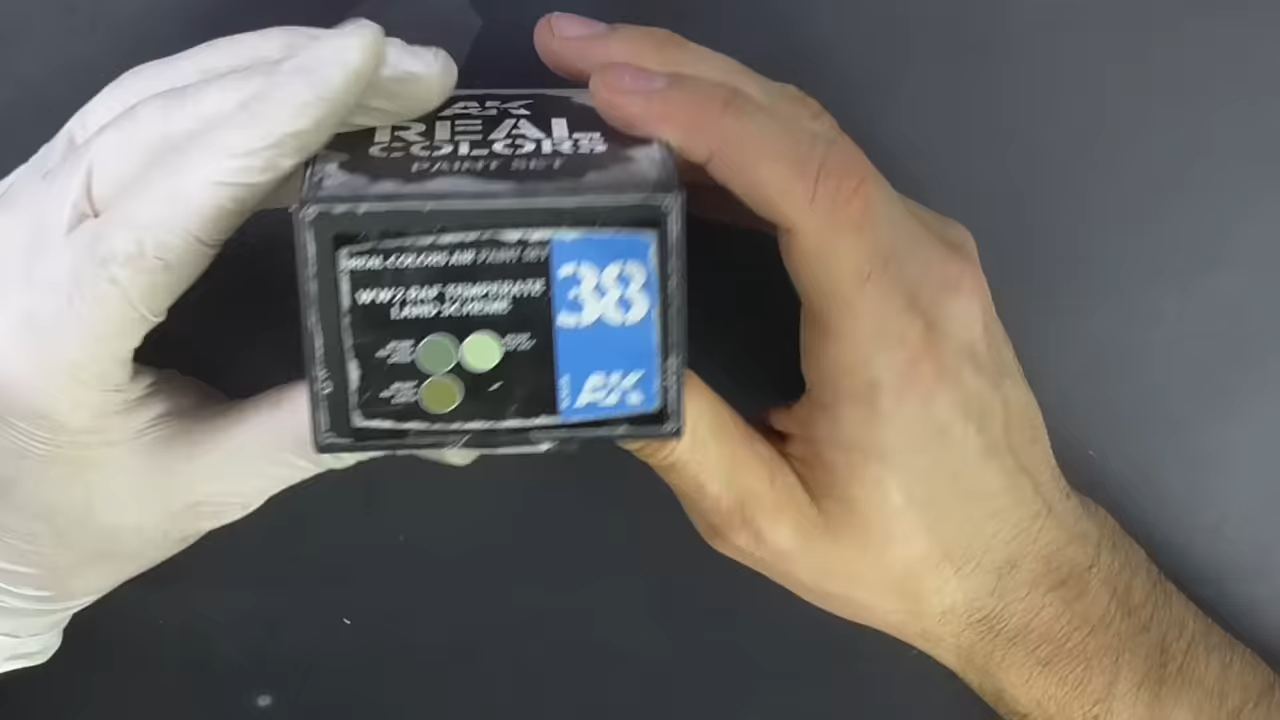 AK
REAL
COLORS
PAINT SET
REAL COLORS AIR PAINT SET
WW2 RAF TEMPERATE
LAND SCHEME
38
AK